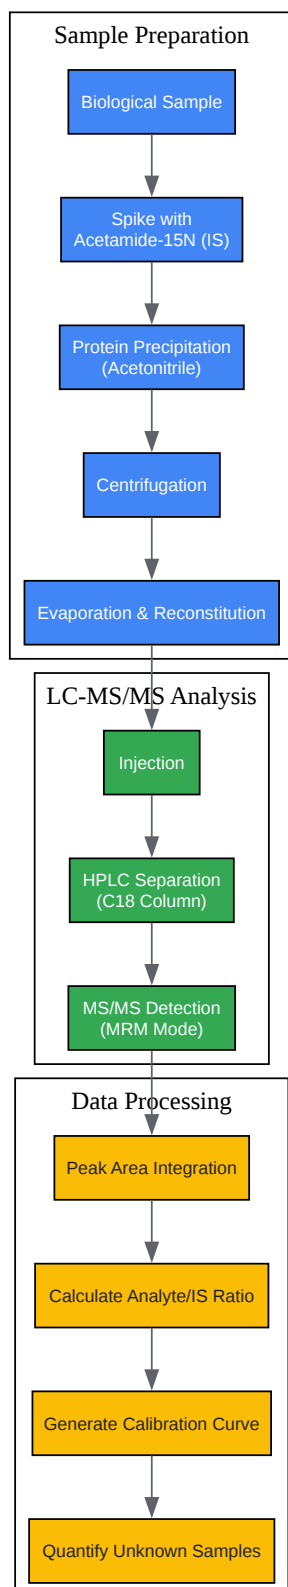 Sample Preparation
Biological Sample
Spike with
Acetamide-15N (IS)
Protein Precipitation
(Acetonitrile)
Centrifugation
Evaporation & Reconstitution
LC-MS/MS Analysis
Injection
HPLC Separation
(C18 Column)
MS/MS Detection
(MRM Mode)
Data Processing
Peak Area Integration
Calculate Analyte/IS Ratio
Generate Calibration Curve
Quantify Unknown Samples